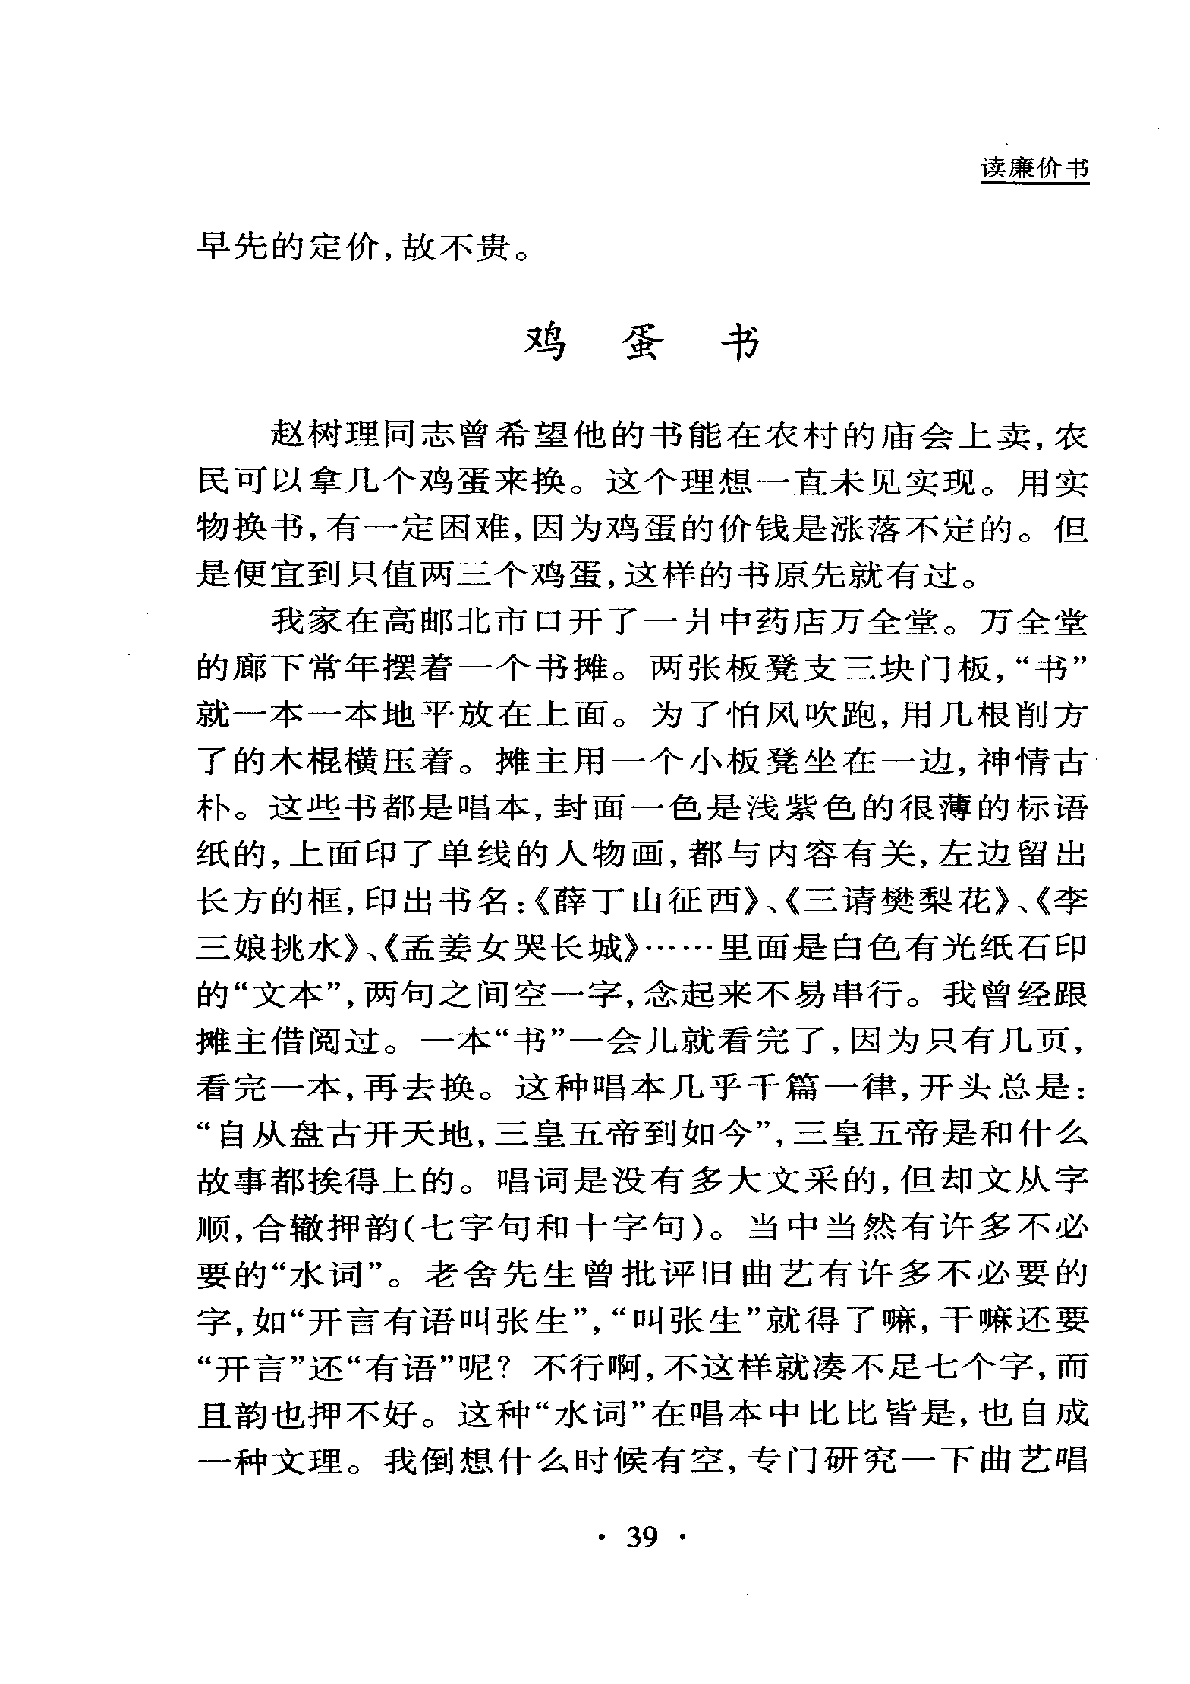 读廉价书
早先的定价,故不贵。
鸡 蛋 书
赵树理同志曾希望他的书能在农村的庙会上卖,农
民可以拿几个鸡蛋来换。这个理想一直未见实现。用实
物换书,有一定困难,因为鸡蛋的价钱是涨落不定的。但
是便宜到只值两三个鸡蛋,这样的书原先就有过。
我家在高邮北市口开了一爿中药店万全堂。万全堂
的廊下常年摆着一个书摊。两张板凳支三块门板,“书”
就一本一本地平放在上面。为了怕风吹跑,用几根削方
了的木棍横压着。摊主用一个小板凳坐在一边,神情古
朴。这些书都是唱本,封面一色是浅紫色的很薄的标语
纸的,上面印了单线的人物画,都与内容有关,左边留出
长方的框,印出书名:《薛丁山征西》、《三请樊梨花》、《李
三娘挑水》、《孟姜女哭长城》……里面是白色有光纸石印
的“文本”,两句之间空一字,念起来不易串行。我曾经跟
摊主借阅过。一本“书”一会儿就看完了,因为只有几页,
看完一本,再去换。这种唱本几乎千篇一律,开头总是:
“自从盘古开天地,三皇五帝到如今”,三皇五帝是和什么
故事都挨得上的。唱词是没有多大文采的,但却文从字
顺,合辙押韵(七字句和十字句)。当中当然有许多不必
要的“水词”。老舍先生曾批评旧曲艺有许多不必要的
字,如“开言有语叫张生”,“叫张生”就得了嘛,干嘛还要
“开言”还“有语”呢?不行啊,不这样就凑不足七个字,而
且韵也押不好。这种“水词”在唱本中比比皆是,也自成
一种文理。我倒想什么时候有空,专门研究一下曲艺唱
· 39 ·